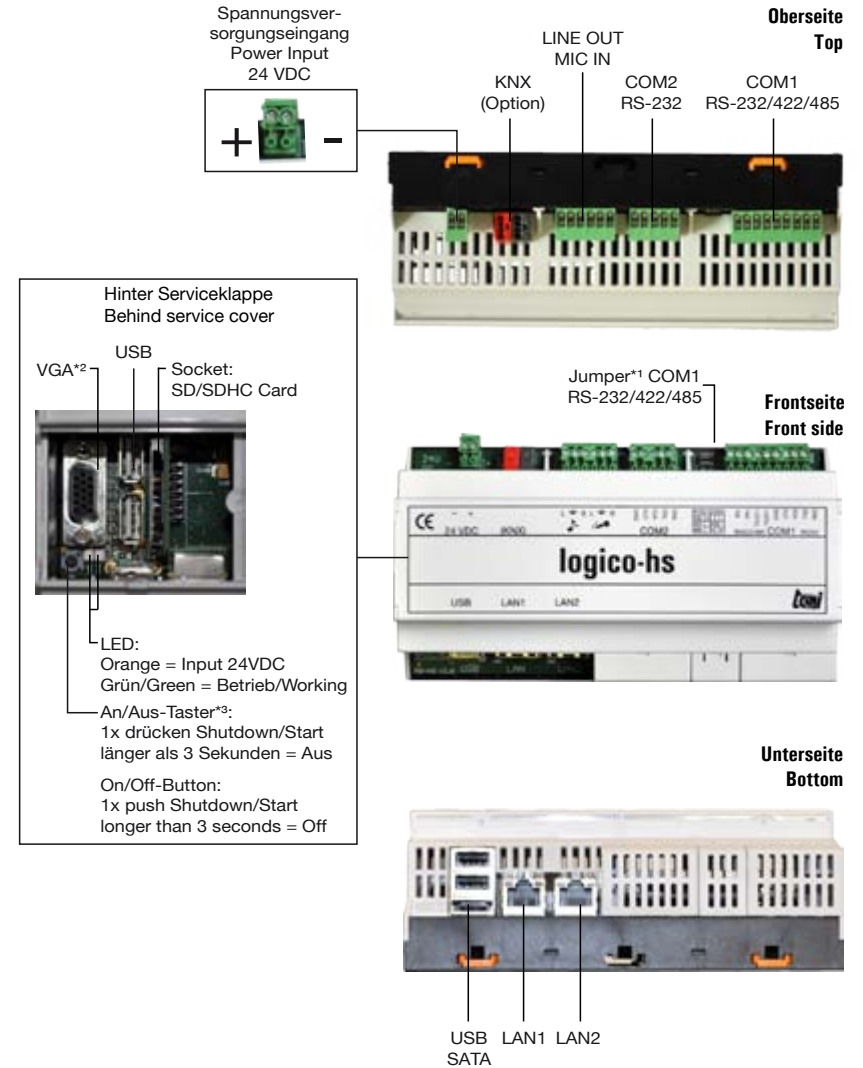 Spannungsver-
sorgungseingang
Power Input
24 VDC
+ -
Oberseite
Top
LINE OUT
MIC IN
KNX
(Option)
COM2
RS-232
COM1
RS-232/422/485
Hinter Serviceklappe
Behind service cover
VGA*²
USB
Socket:
SD/SDHC Card
LED:
Orange = Input 24VDC
Grün/Green = Betrieb/Working
An/Aus-Taster*³:
1x drücken Shutdown/Start
länger als 3 Sekunden = Aus
On/Off-Button:
1x push Shutdown/Start
longer than 3 seconds = Off
Jumper*¹ COM1
RS-232/422/485
Frontseite
Front side
CE
24 VDC
(KNX)
COM2
COM1
logico-hs
USB LAN1 LAN2
Unterseite
Bottom
USB
SATA
LAN1 LAN2